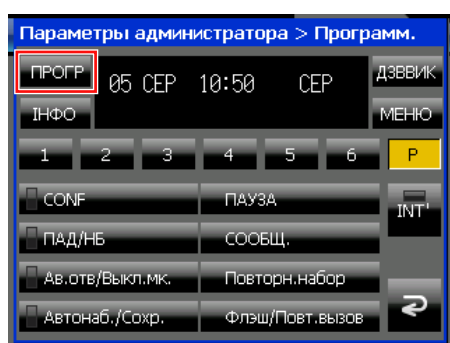 Параметры администратора > Программ.
ПРОГР 05 СЕР 10:50 СЕР ДЗВВИК
ІНФО МЕНЮ
1 2 3 4 5 6 P
CONF ПАУЗА INT'
ПАД/НБ СООБЩ.
Ав.отв/Выкл.мк. Повторн.набор
Автонаб./Сохр. Флэш/Повт.вызов